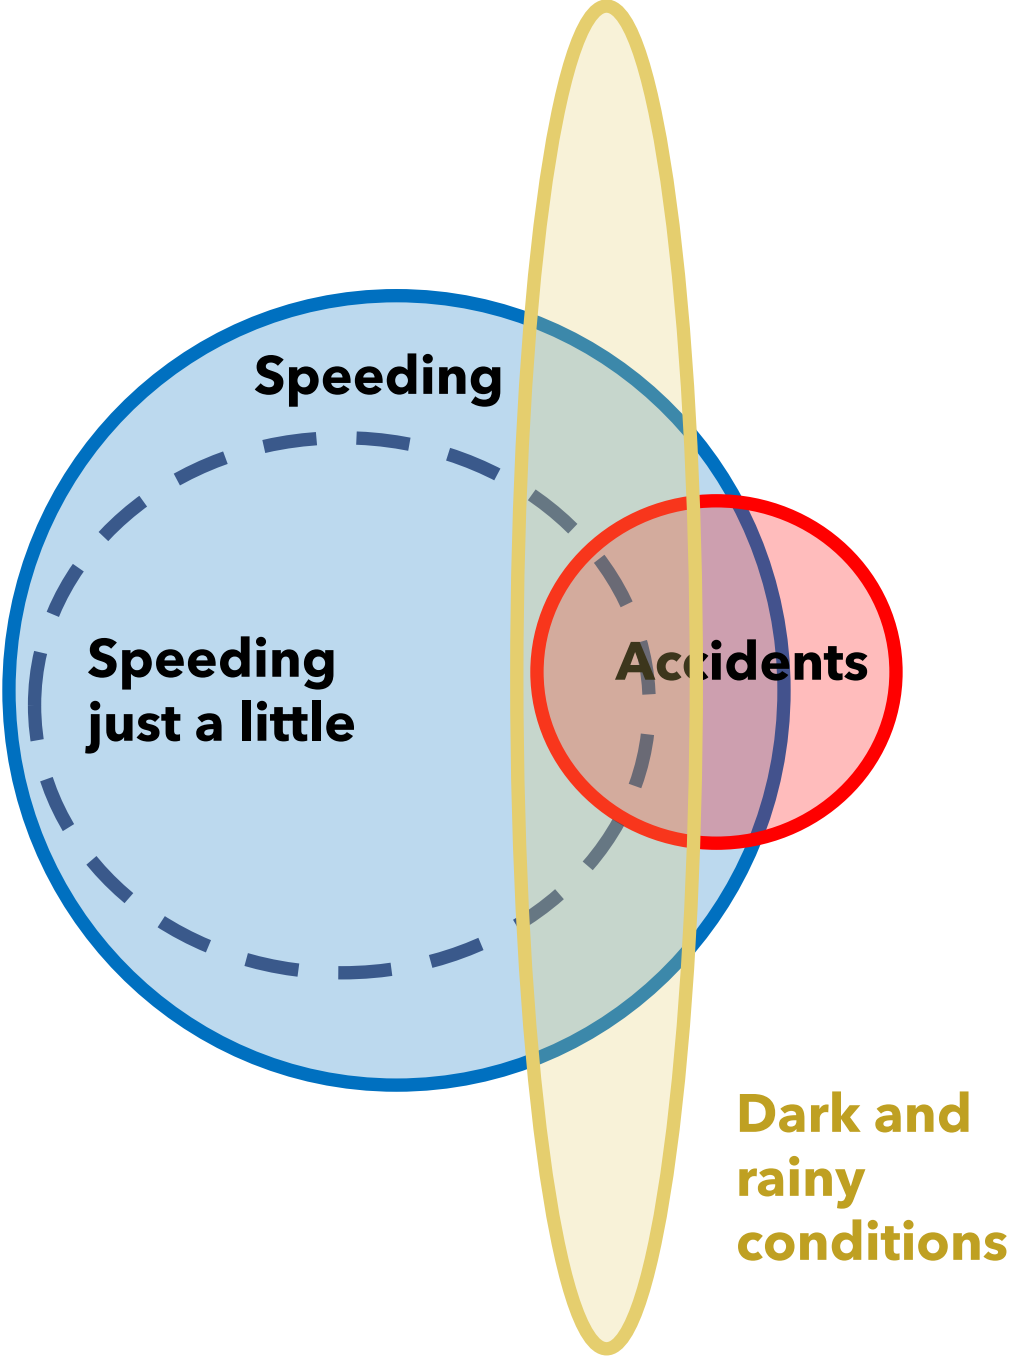 Speeding
Speeding
just a little
Accidents
Dark and
rainy
conditions